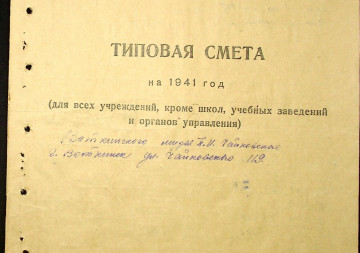 ТИПОВАЯ СМЕТА
на 1941 год
(для всех учреждений, кроме школ, учебных заведений
и органов управления)
Воткинского музея П.И. Чайковского
г. Воткинск ул. Чайковского 119.